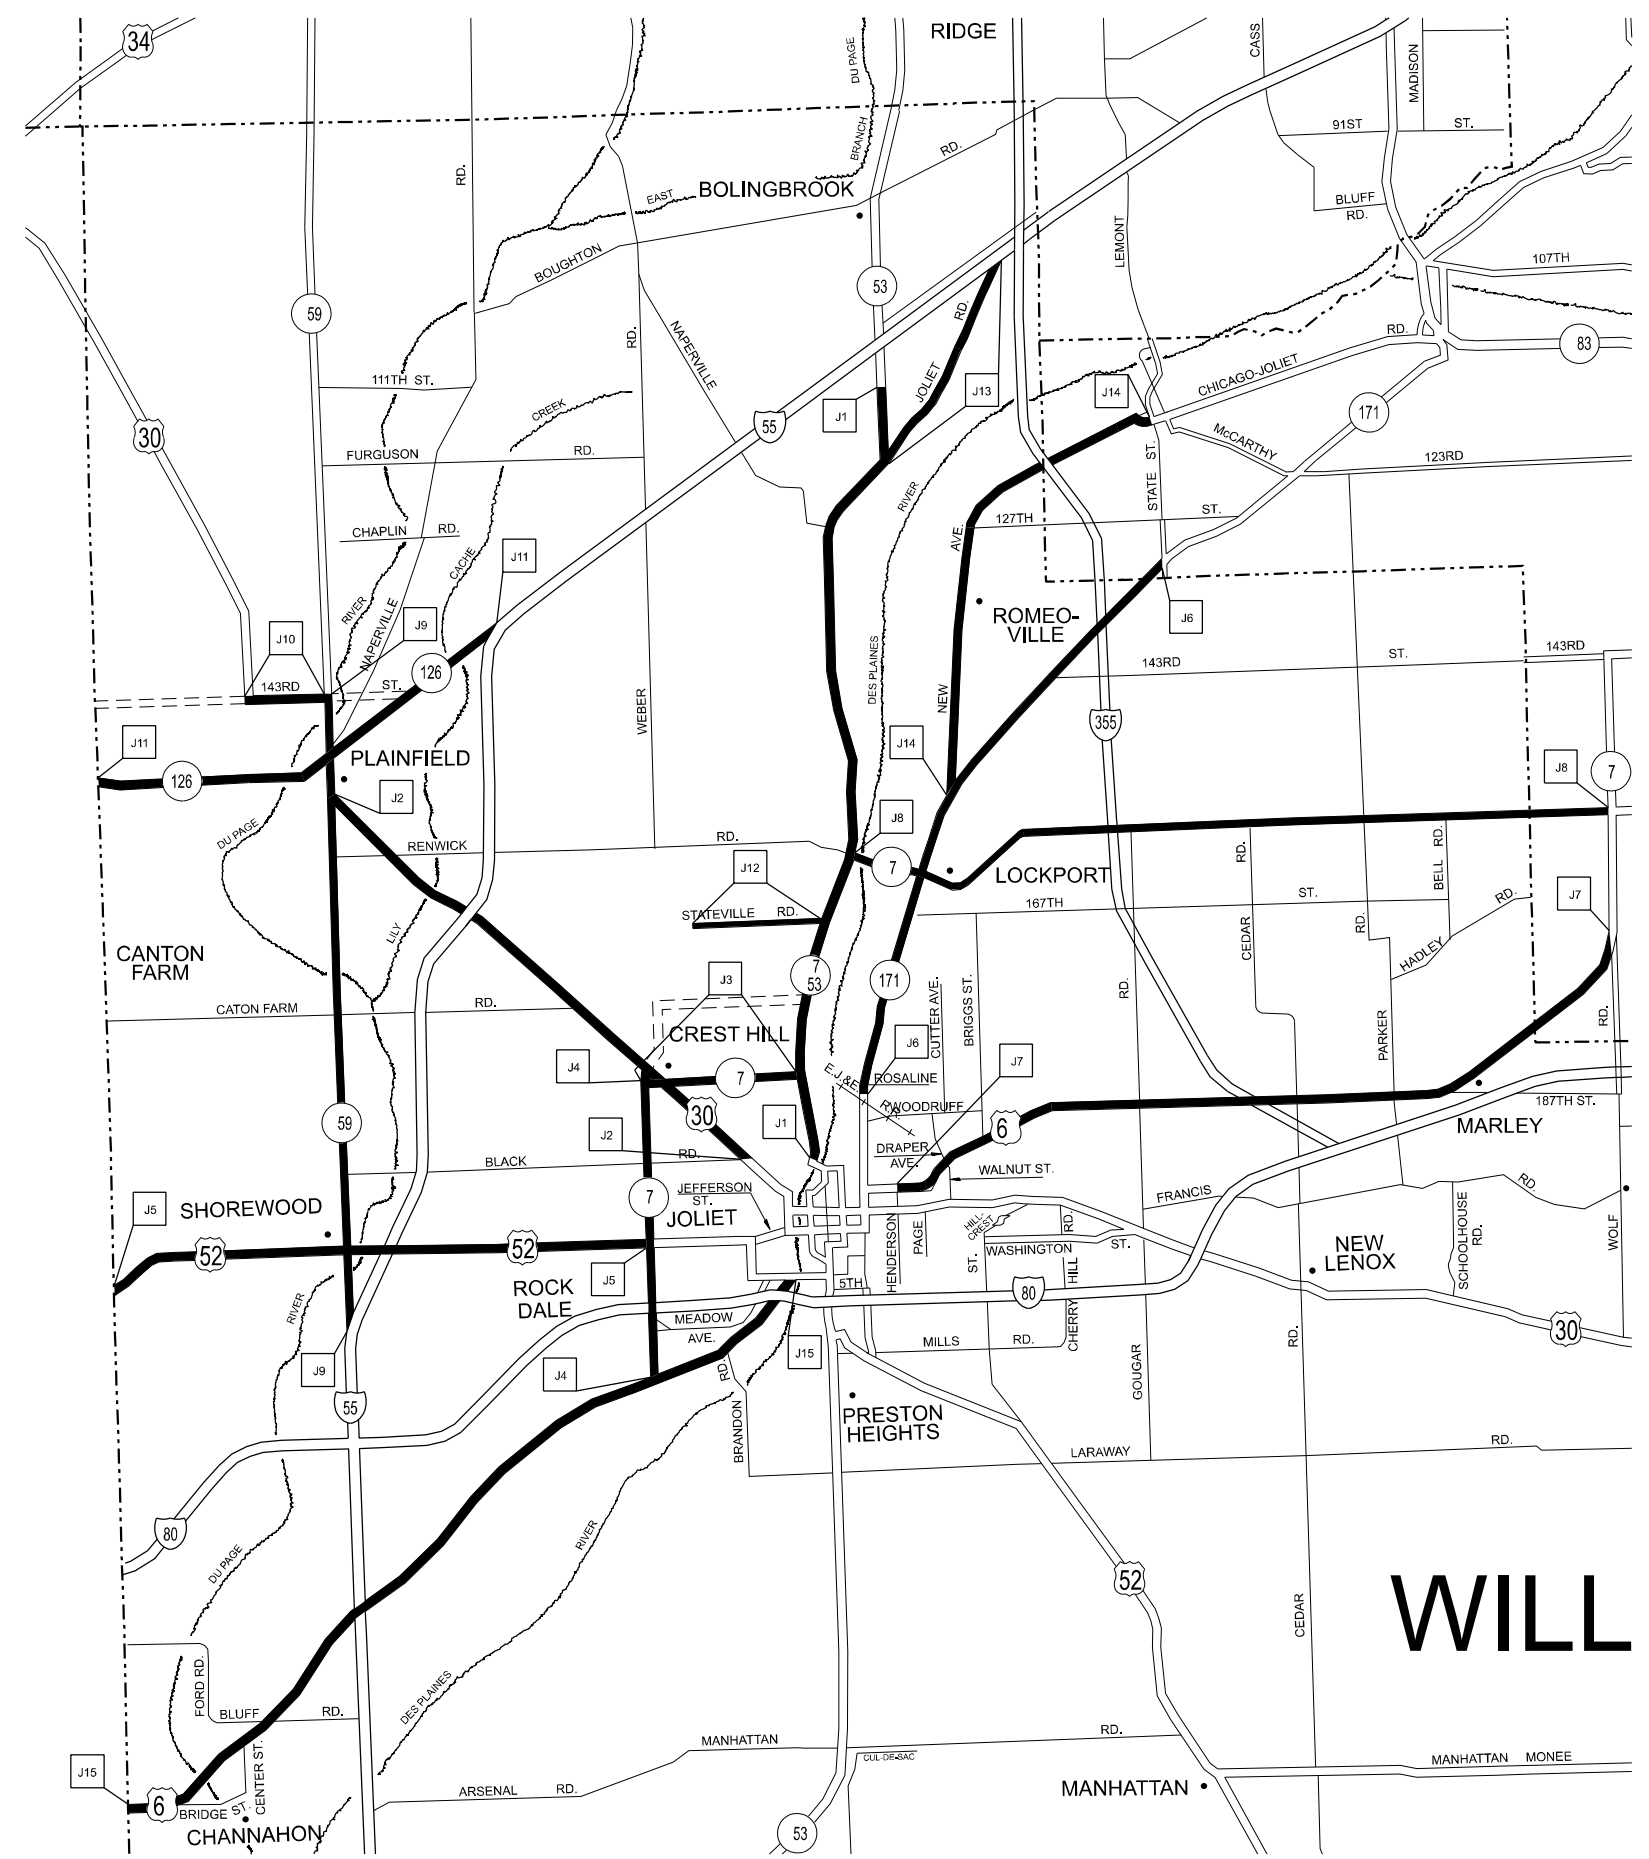 34
RIDGE
DU PAGE
CASS
MADISON
91ST
ST.
BRANCH
RD.
RD.
BOLINGBROOK
EAST
BLUFF
RD.
LEMONT
BOUGHTON
107TH
53
59
RD.
RD.
NAPERVILLE
RD.
83
111TH ST.
JOLIET
J13
J14
CHICAGO-JOLIET
CREEK
J1
171
30
55
McCARTHY
FURGUSON
RD.
123RD
STATE ST.
RIVER
CHAPLIN RD.
127TH
ST.
AVE.
CACHE
J11
RIVER
NAPERVILLE
J9
J10
ROMEO-
VILLE
J6
DES PLAINES
143RD
ST.
143RD
126
143RD
ST.
NEW
WEBER
355
J11
J14
PLAINFIELD
126
J8
7
J2
J8
DU PAGE
RENWICK
RD.
RD.
BELL RD.
7
J12
LOCKPORT
STATEVILLE RD.
167TH
ST.
RD.
J7
LILY
CANTON
FARM
CEDAR
RD.
HADLEY
J3
7
53
171
CUTTER AVE.
BRIGGS ST.
RD.
CATON FARM
RD.
CREST HILL
PARKER
RD.
J6
J4
7
E.J.&E.
R.R.
ROSALINE
J7
WOODRUFF
30
187TH ST.
59
J1
6
MARLEY
J2
DRAPER
AVE.
BLACK
RD.
WALNUT ST.
JEFFERSON
ST.
FRANCIS
RD.
7
J5
SHOREWOOD
JOLIET
HILL-
CREST
RD.
SCHOOLHOUSE
RD.
WOLF
52
52
HENDERSON
PAGE
ST.
WASHINGTON
ST.
NEW
LENOX
J5
ROCK
DALE
5TH
HILL
80
RIVER
MEADOW
AVE.
CHERRY
30
MILLS
RD.
RD.
J9
J4
RD.
J15
GOUGAR
55
PRESTON
HEIGHTS
BRANDON
LARAWAY
RD.
80
RIVER
DU PAGE
52
WILL
CEDAR
FORD RD.
DES PLAINES
BLUFF
RD.
MANHATTAN
RD.
CENTER ST.
CUL-DE-SAC
MANHATTAN MONEE
J15
ARSENAL
RD.
MANHATTAN
6
BRIDGE ST.
CHANNAHON
53